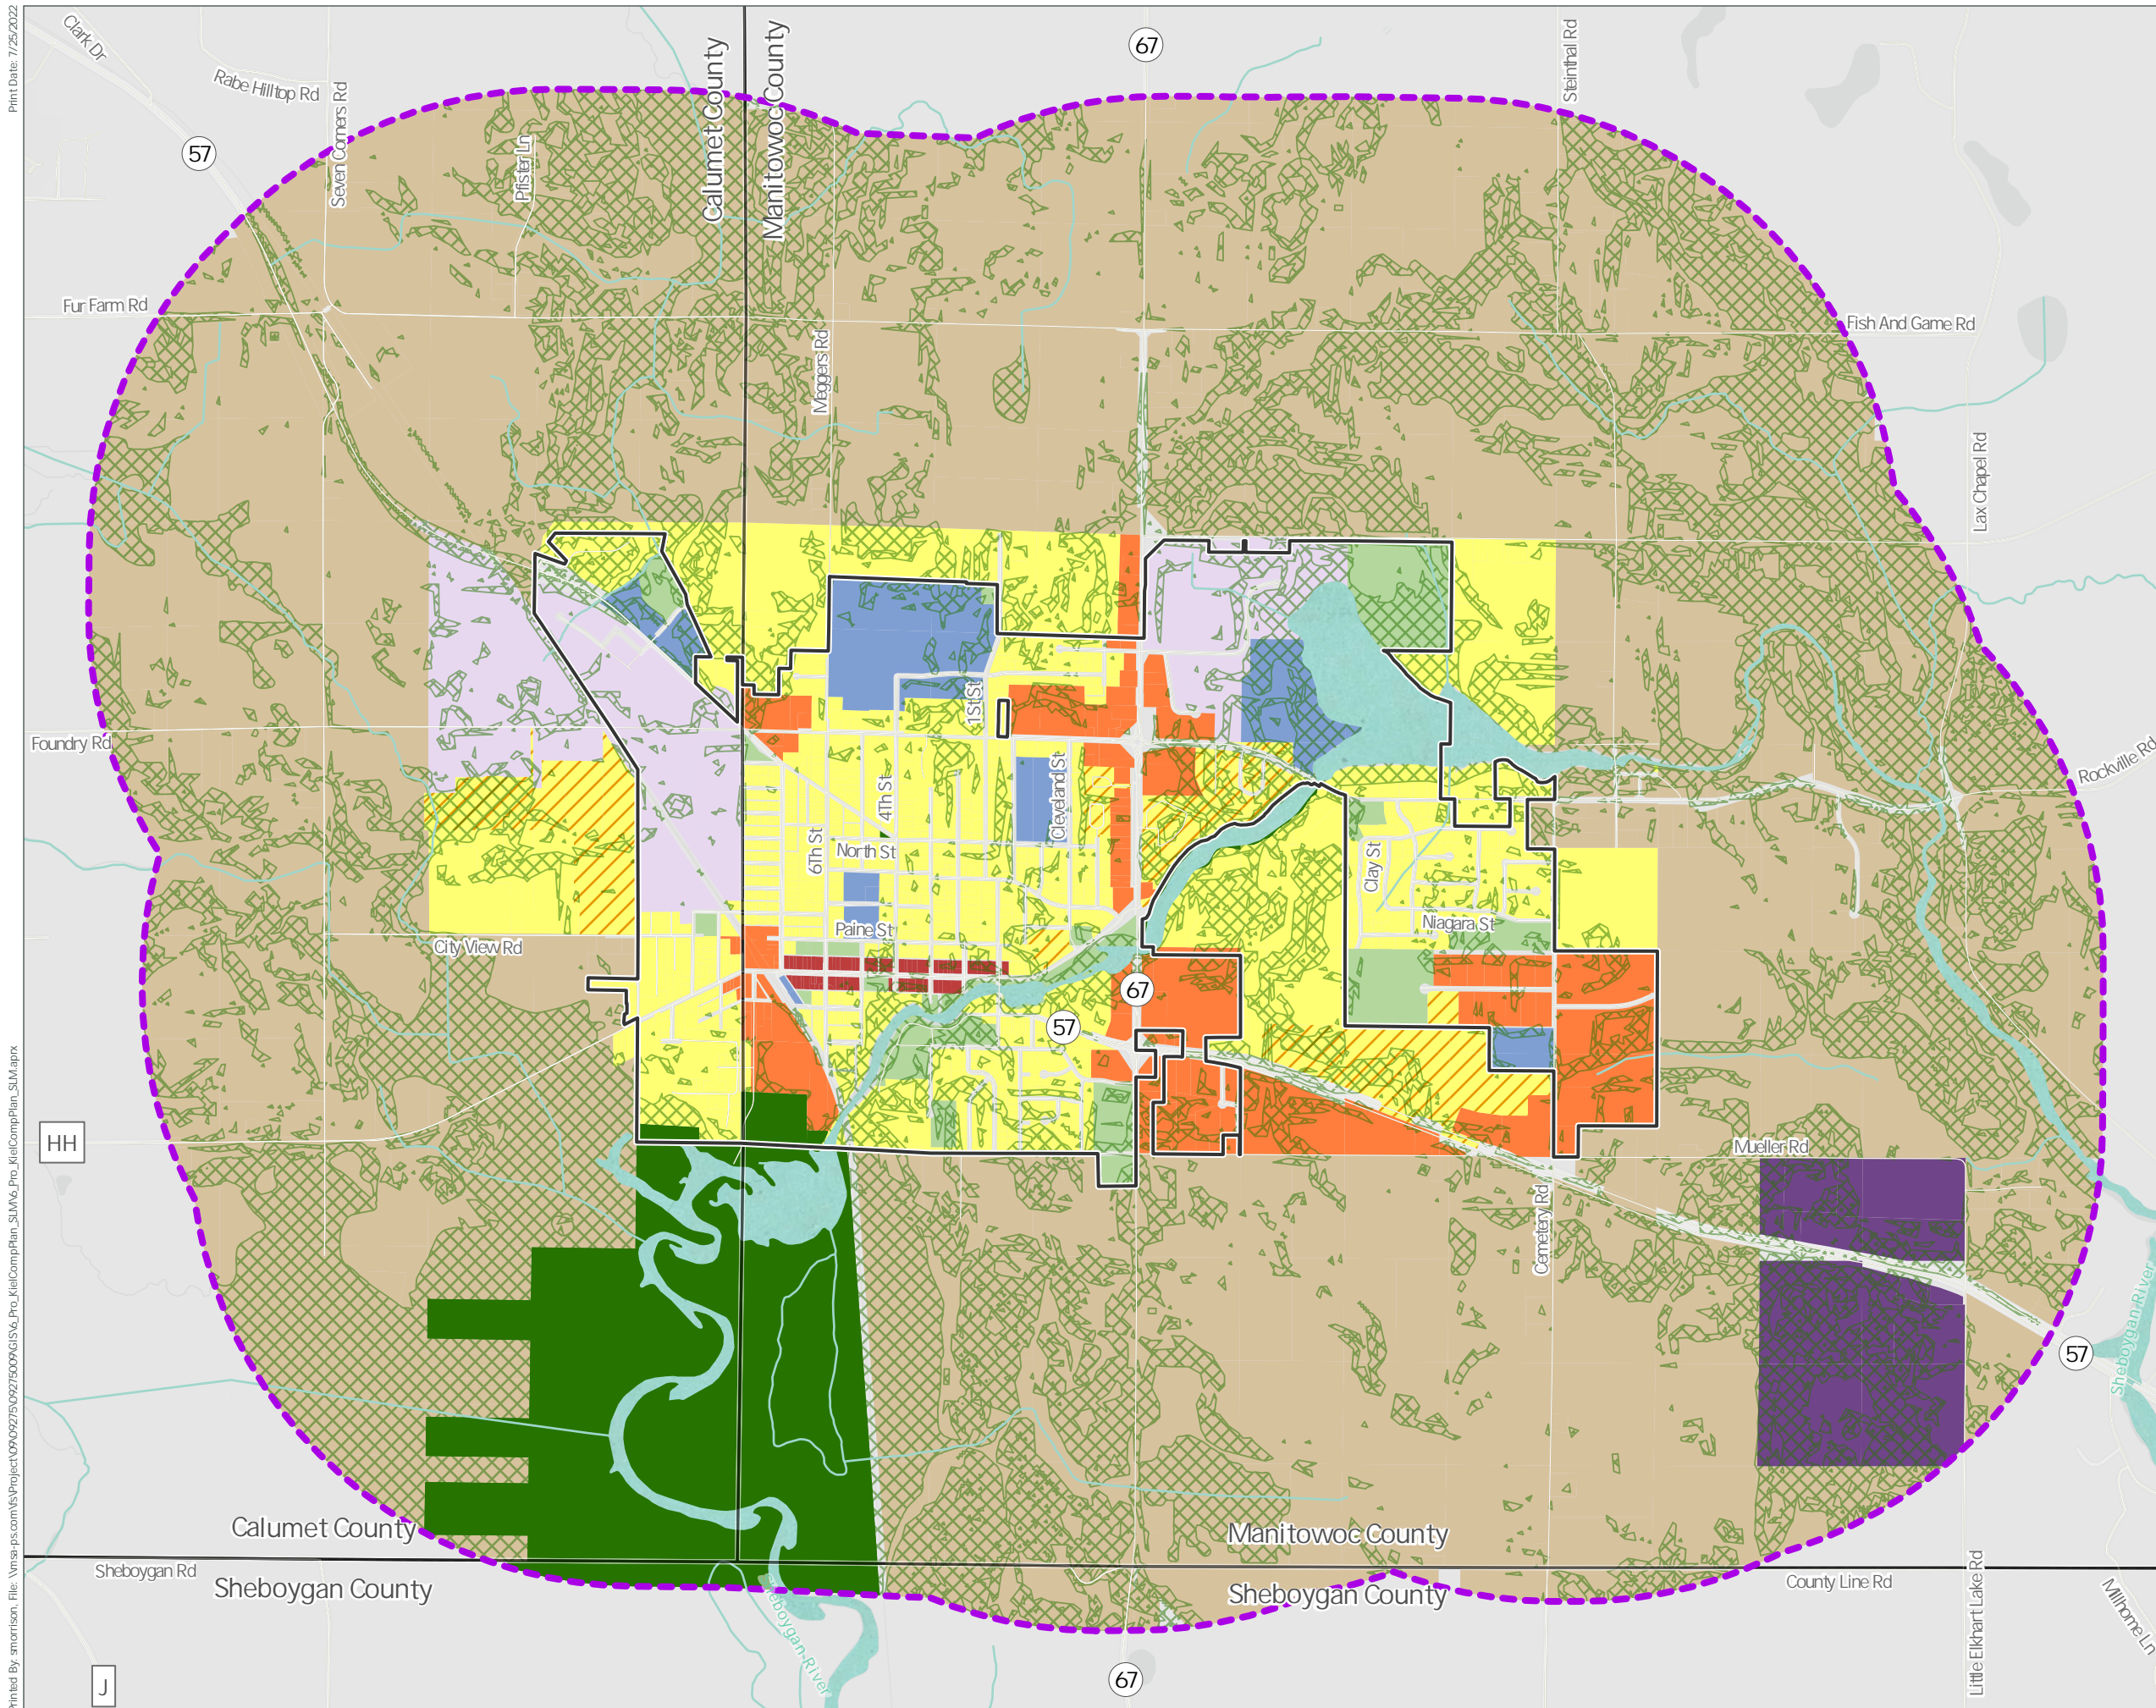 Print Date: 7/25/2022
Clark Dr
Rabe Hilltop Rd
Seven Corners Rd
Pfister Ln
Calumet County
Manitowoc County
67
Steinthal Rd
57
Fur Farm Rd
Meggers Rd
Fish And Game Rd
Lax Chapel Rd
Foundry Rd
1St St
4Th St
Cleveland St
6Th St
North St
Clay St
Rockville Rd
Paine St
Niagara St
City View Rd
67
57
HH
Mueller Rd
Cemetery Rd
Sheboygan River
57
Calumet County
Manitowoc County
Sheboygan Rd
Sheboygan County
Sheboygan County
County Line Rd
Little Elkhart Lake Rd
Millhome Ln
Sheboygan River
67
J